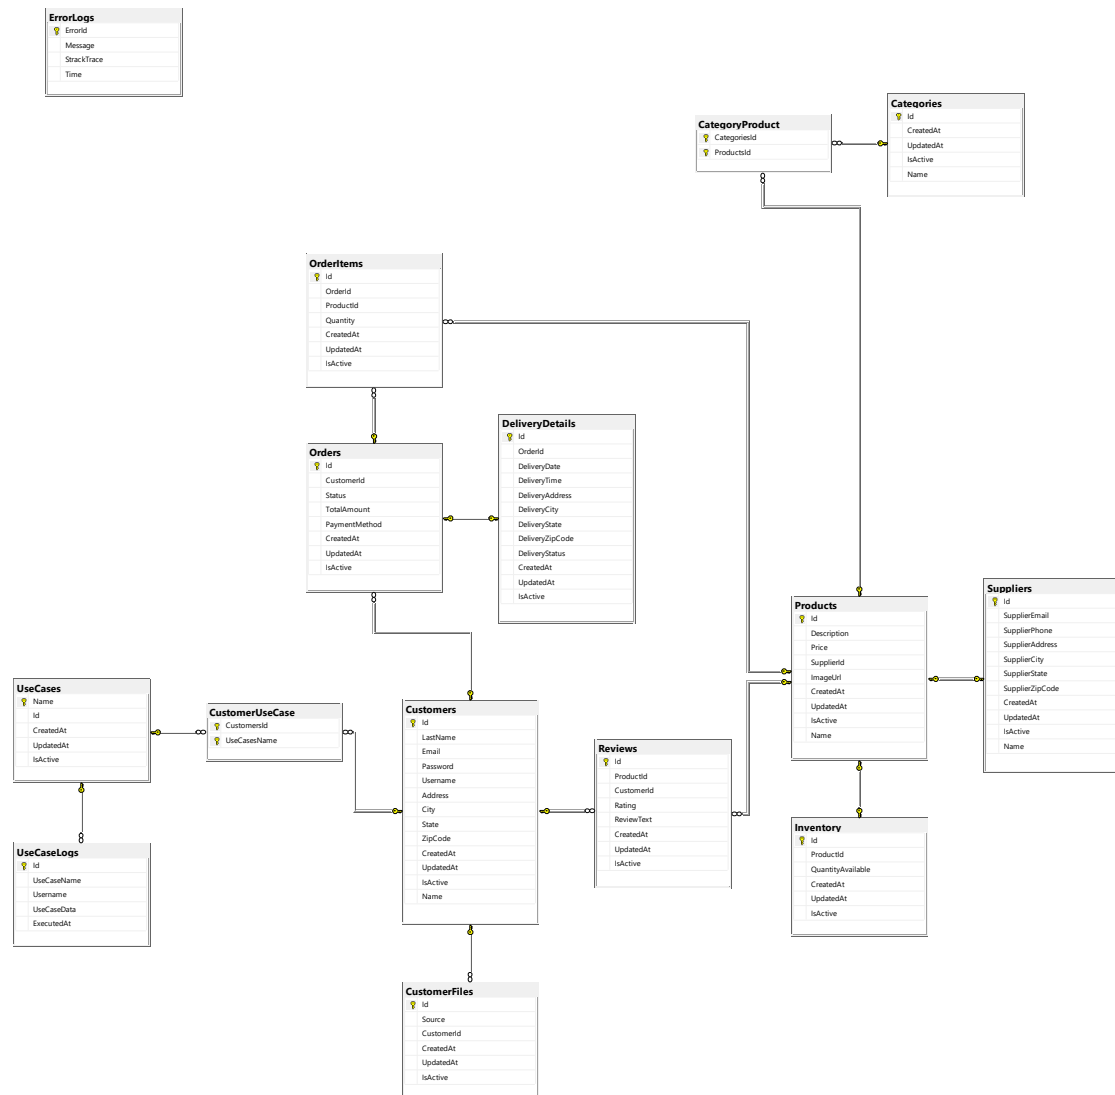 ErrorLogs
ErrorId
Message
StrackTrace
Time
CategoryProduct
CategoriesId
ProductsId
Categories
Id
CreatedAt
UpdatedAt
IsActive
Name
OrderItems
Id
OrderId
ProductId
Quantity
CreatedAt
UpdatedAt
IsActive
Orders
Id
CustomerId
Status
TotalAmount
PaymentMethod
CreatedAt
UpdatedAt
IsActive
DeliveryDetails
Id
OrderId
DeliveryDate
DeliveryTime
DeliveryAddress
DeliveryCity
DeliveryState
DeliveryZipCode
DeliveryStatus
CreatedAt
UpdatedAt
IsActive
Products
Id
Description
Price
SupplierId
ImageUrl
CreatedAt
UpdatedAt
IsActive
Name
Suppliers
Id
SupplierEmail
SupplierPhone
SupplierAddress
SupplierCity
SupplierState
SupplierZipCode
CreatedAt
UpdatedAt
IsActive
Name
UseCases
Name
Id
CreatedAt
UpdatedAt
IsActive
CustomerUseCase
CustomersId
UseCasesName
Customers
Id
LastName
Email
Password
Username
Address
City
State
ZipCode
CreatedAt
UpdatedAt
IsActive
Name
Reviews
Id
ProductId
CustomerId
Rating
ReviewText
CreatedAt
UpdatedAt
IsActive
Inventory
Id
ProductId
QuantityAvailable
CreatedAt
UpdatedAt
IsActive
UseCaseLogs
Id
UseCaseName
Username
UseCaseData
ExecutedAt
CustomerFiles
Id
Source
CustomerId
CreatedAt
UpdatedAt
IsActive